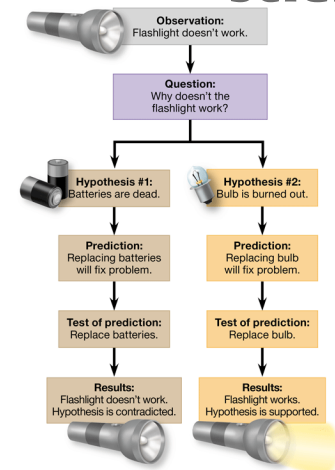 Observation:
Flashlight doesn't work.
Question:
Why doesn't the
flashlight work?
Hypothesis #1:
Batteries are dead.
Hypothesis #2:
Bulb is burned out.
Prediction:
Replacing batteries
will fix problem.
Prediction:
Replacing bulb
will fix problem.
Test of prediction:
Replace batteries.
Test of prediction:
Replace bulb.
Results:
Flashlight doesn't work.
Hypothesis is contradicted.
Results:
Flashlight works.
Hypothesis is supported.